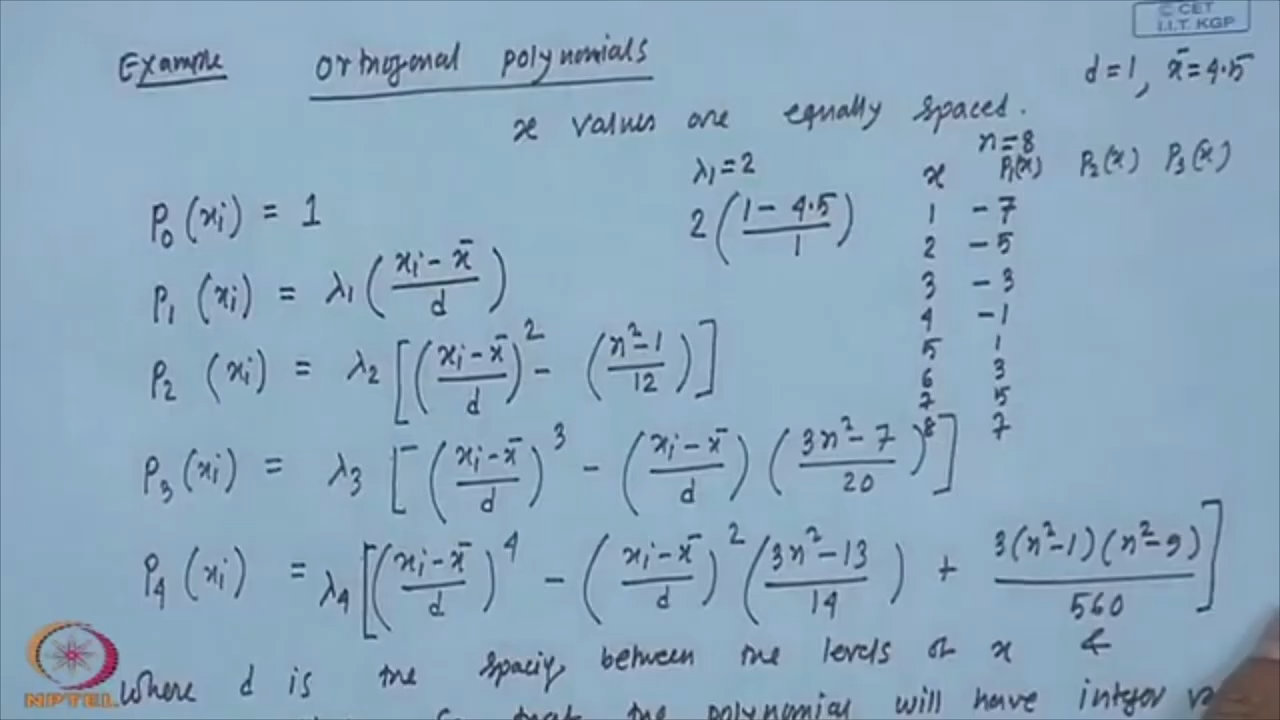 © CET
I.I.T. KGP
Example orthogonal polynomials
d = 1, x̄ = 4.5
x values are equally spaced.
n = 8
λ₁ = 2
x P₁(x) P₂(x) P₃(x)
P₀(xᵢ) = 1
2((1 - 4.5)/1)
1 -7
2 -5
3 -3
4 -1
5 1
6 3
7 5
8 7
P₁(xᵢ) = λ₁((xᵢ - x̄)/d)
P₂(xᵢ) = λ₂[((xᵢ - x̄)/d)² - ((n² - 1)/12)]
P₃(xᵢ) = λ₃[((xᵢ - x̄)/d)³ - ((xᵢ - x̄)/d)((3n² - 7)/20)]
P₄(xᵢ) = λ₄[((xᵢ - x̄)/d)⁴ - ((xᵢ - x̄)/d)²((3n² - 13)/14) + 3(n² - 1)(n² - 9)/560]
where d is the spacing between the levels of x &
the polynomial will have integer
NPTEL